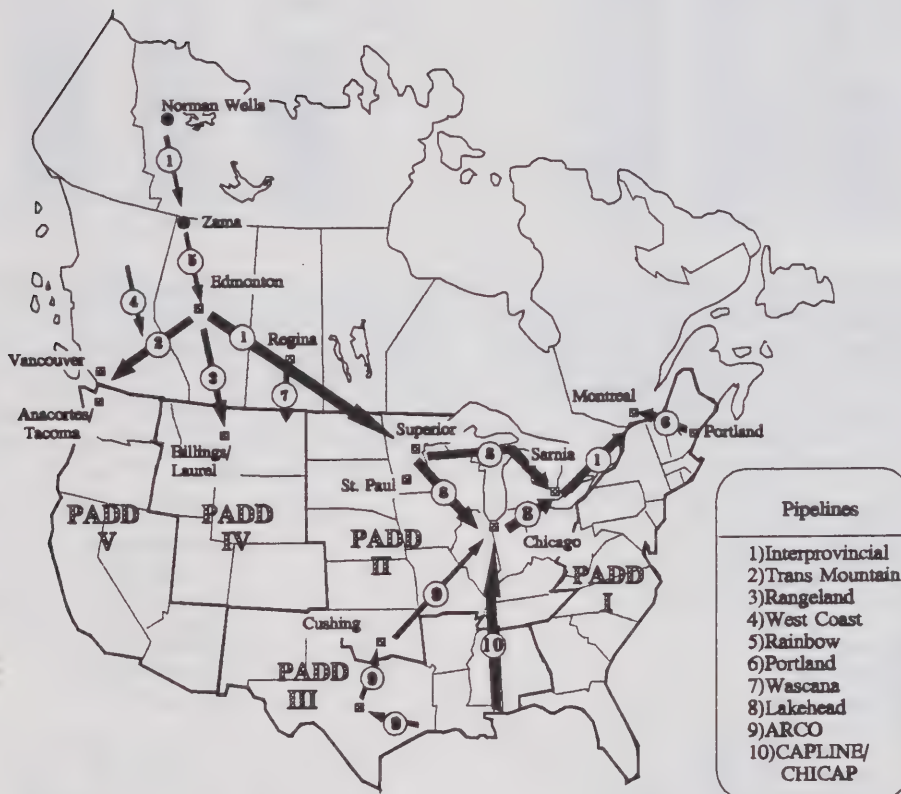 Norman Wells
1
Zama
5
Edmonton
4
2
1
Regina
Vancouver
3
7
Anacortes/
Tacoma
Billings/
Laurel
Montreal
6
Portland
Superior
8
Sarnia
1
St. Paul
8
8
Chicago
PADD
V
PADD
IV
PADD
II
PADD
I
9
Cushing
10
PADD
III
9
9
Pipelines
1)Interprovincial
2)Trans Mountain
3)Rangeland
4)West Coast
5)Rainbow
6)Portland
7)Wascana
8)Lakehead
9)ARCO
10)CAPLINE/
CHICAP